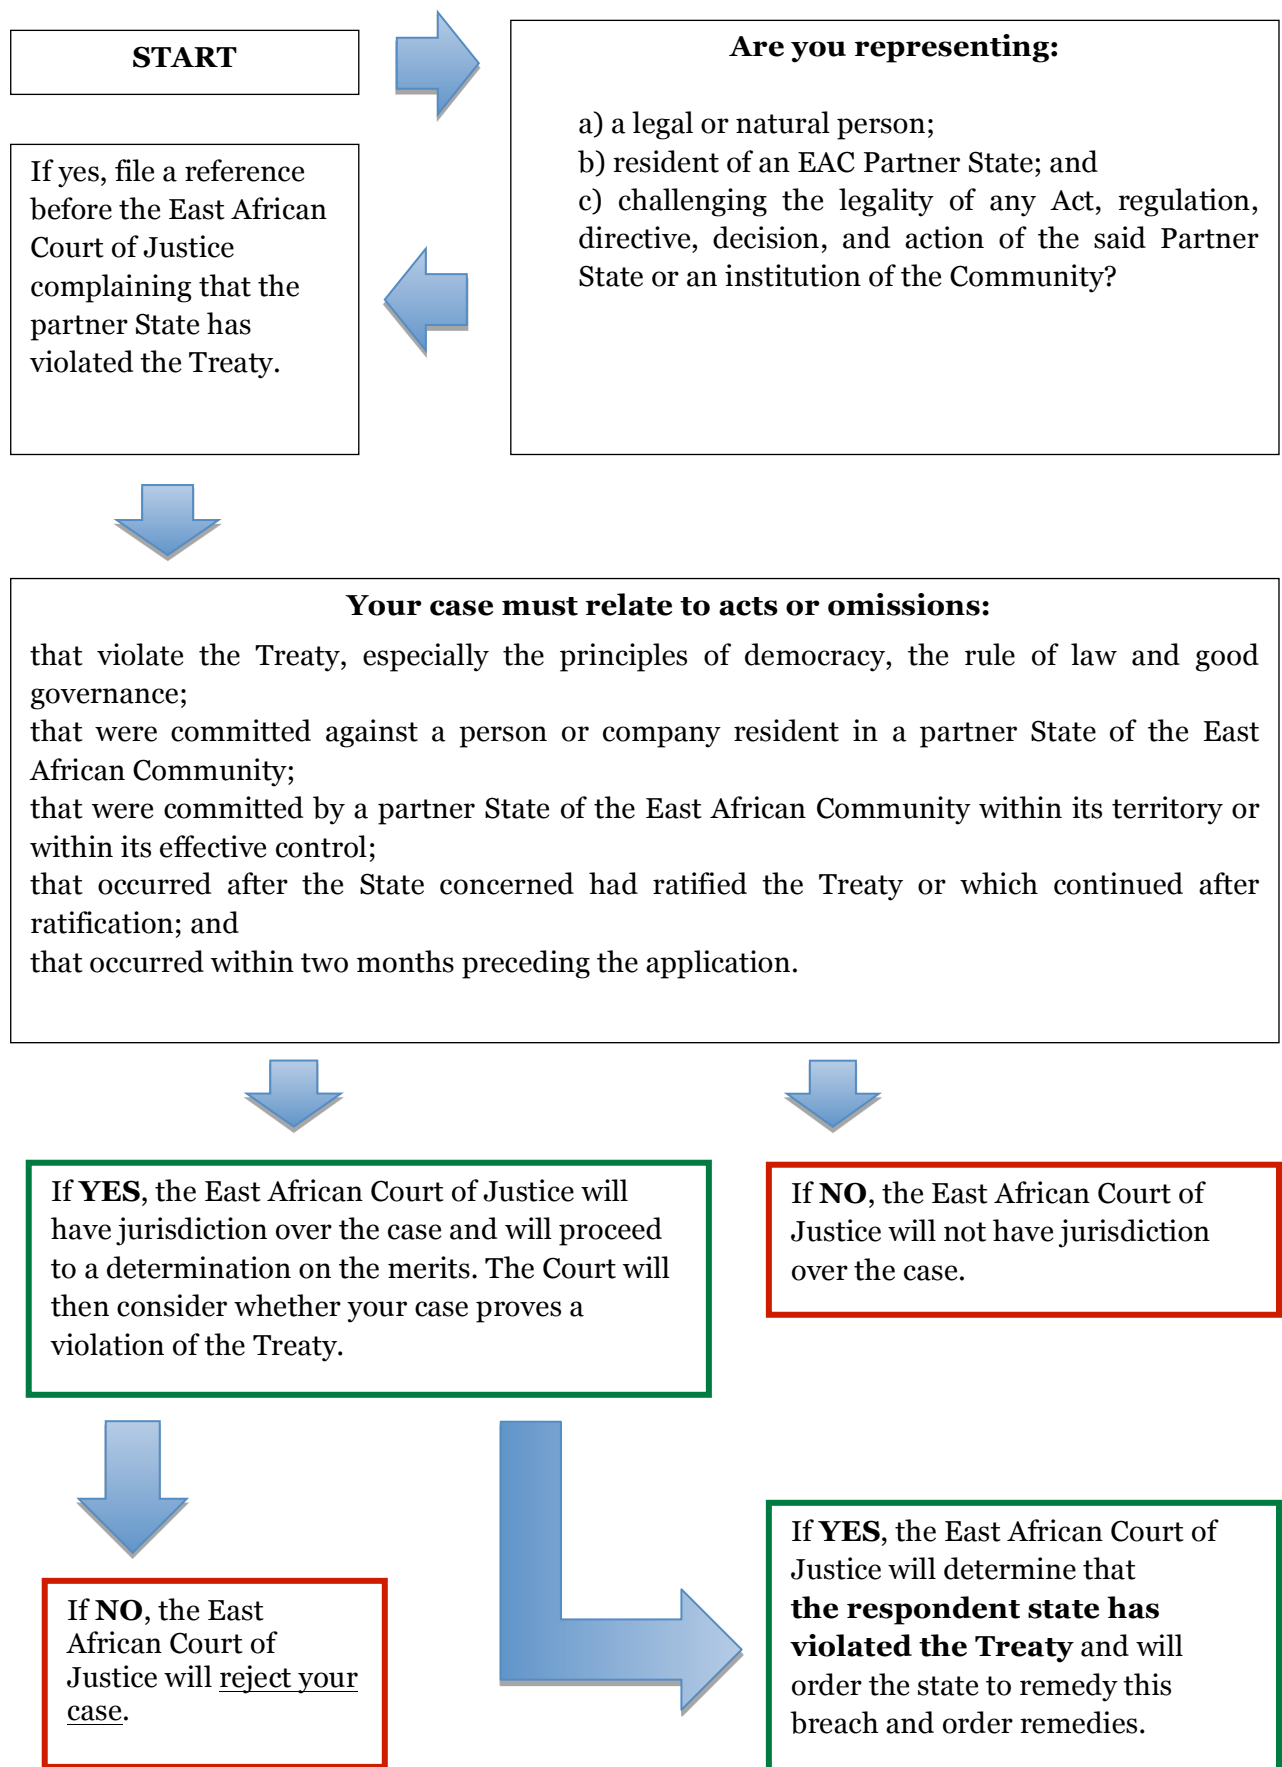 START
Are you representing:
a) a legal or natural person;
b) resident of an EAC Partner State; and
c) challenging the legality of any Act, regulation,
directive, decision, and action of the said Partner
State or an institution of the Community?
If yes, file a reference
before the East African
Court of Justice
complaining that the
partner State has
violated the Treaty.
Your case must relate to acts or omissions:
that violate the Treaty, especially the principles of democracy, the rule of law and good
governance;
that were committed against a person or company resident in a partner State of the East
African Community;
that were committed by a partner State of the East African Community within its territory or
within its effective control;
that occurred after the State concerned had ratified the Treaty or which continued after
ratification; and
that occurred within two months preceding the application.
If YES, the East African Court of Justice will
have jurisdiction over the case and will proceed
to a determination on the merits. The Court will
then consider whether your case proves a
violation of the Treaty.
If NO, the East African Court of
Justice will not have jurisdiction
over the case.
If NO, the East
African Court of
Justice will reject your
case.
If YES, the East African Court of
Justice will determine that
the respondent state has
violated the Treaty and will
order the state to remedy this
breach and order remedies.